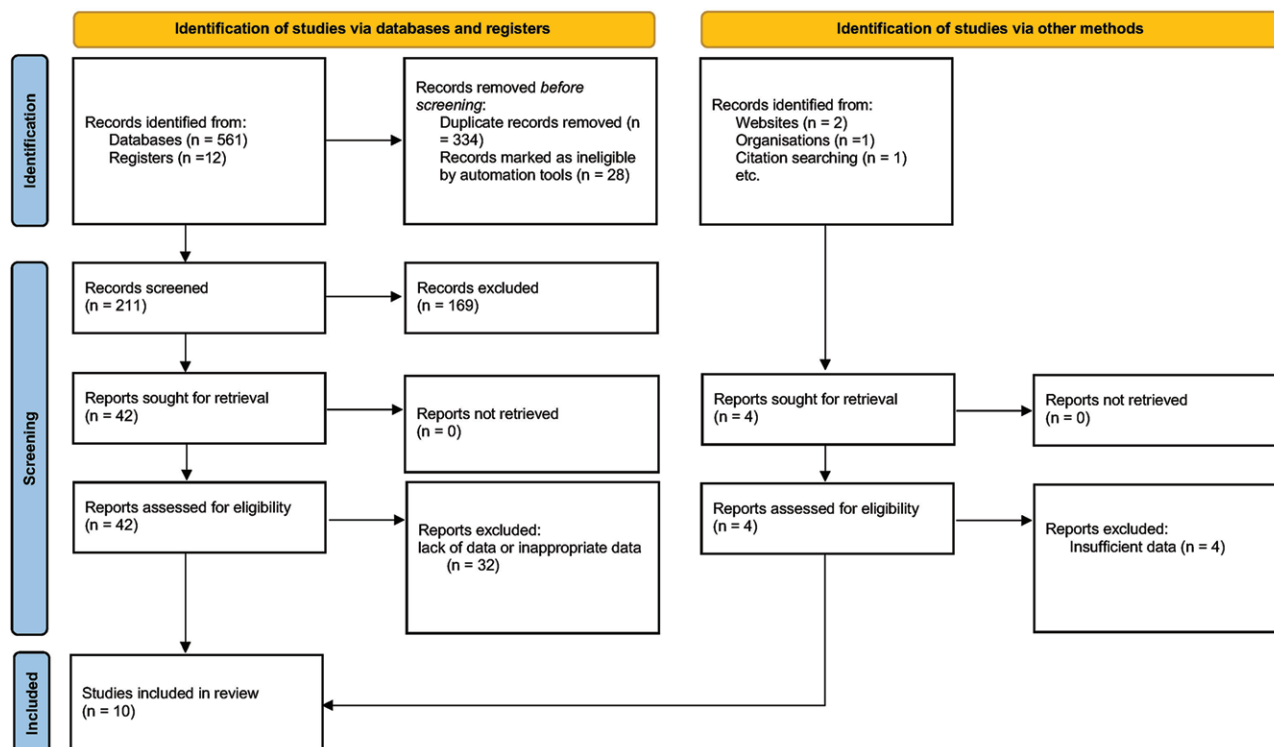 Identification of studies via databases and registers
Identification of studies via other methods
Identification
Records identified from:
Databases (n = 561)
Registers (n =12)
Records removed before
screening:
Duplicate records removed (n
= 334)
Records marked as ineligible
by automation tools (n = 28)
Records identified from:
Websites (n = 2)
Organisations (n =1)
Citation searching (n = 1)
etc.
Screening
Records screened
(n = 211)
Records excluded
(n = 169)
Reports sought for retrieval
(n = 42)
Reports not retrieved
(n = 0)
Reports sought for retrieval
(n = 4)
Reports not retrieved
(n = 0)
Reports assessed for eligibility
(n = 42)
Reports excluded:
lack of data or inappropriate data
(n = 32)
Reports assessed for eligibility
(n = 4)
Reports excluded:
Insufficient data (n = 4)
Included
Studies included in review
(n = 10)